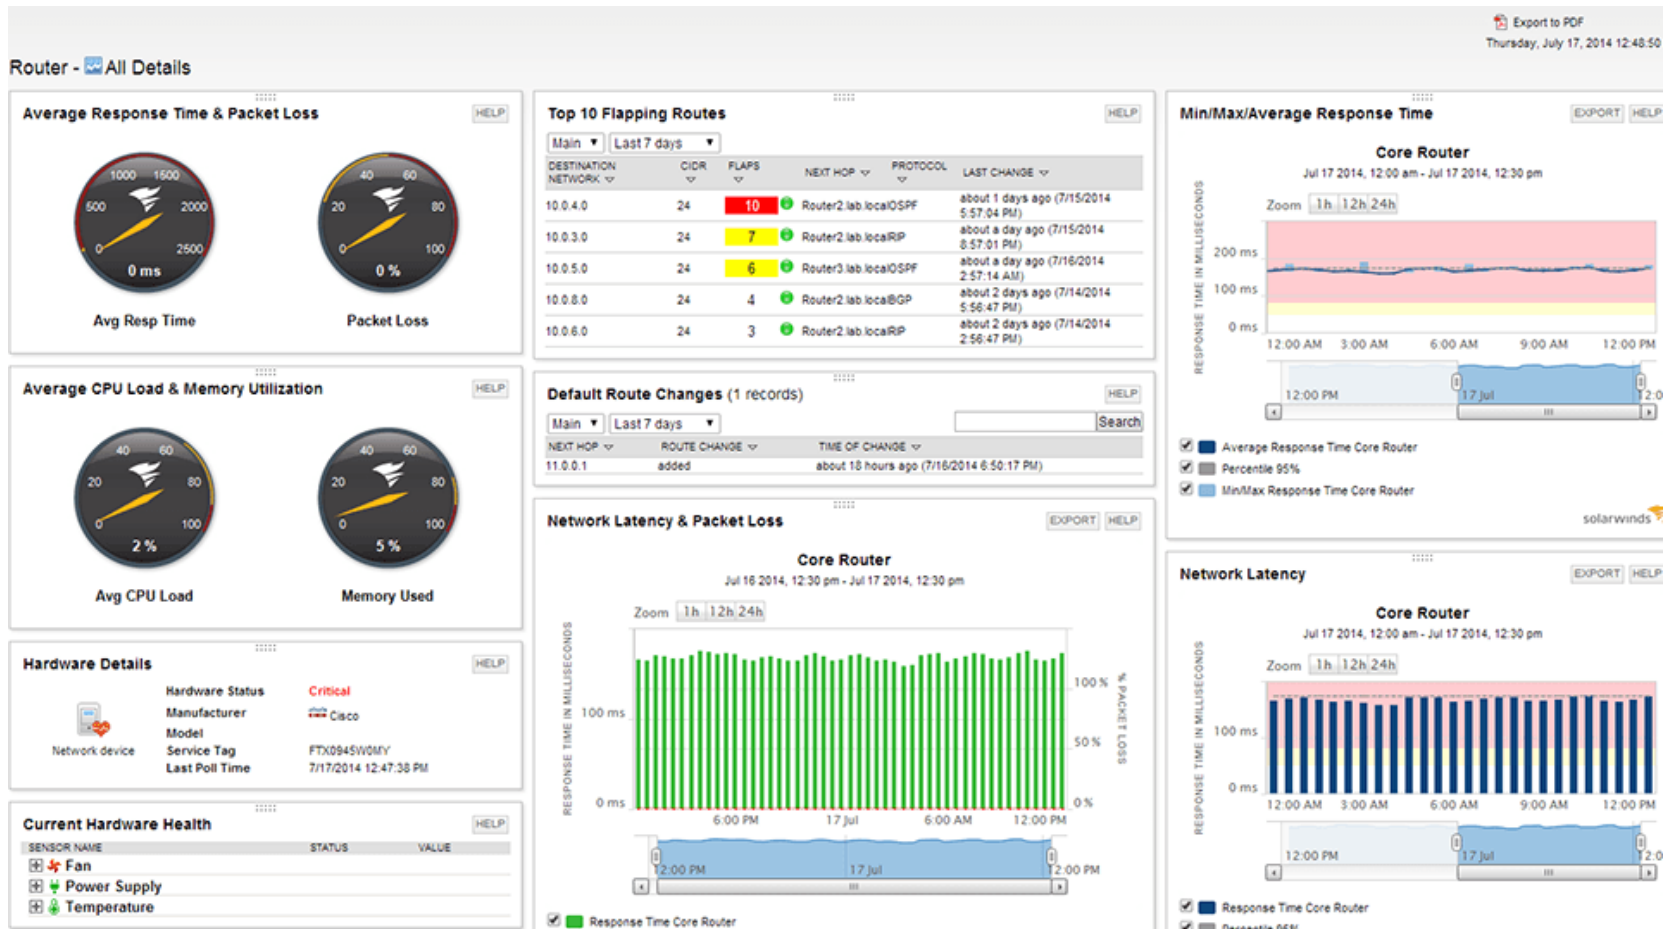 Export to PDF
Thursday, July 17, 2014 12:48:50
Router - All Details
Average Response Time & Packet Loss
HELP
500 1000 1500 2000 2500 0
0 ms
Avg Resp Time
0 20 40 60 80 100
0 %
Packet Loss
Average CPU Load & Memory Utilization
HELP
0 20 40 60 80 100
2 %
Avg CPU Load
0 20 40 60 80 100
5 %
Memory Used
Hardware Details
HELP
Network device
Hardware Status Critical
Manufacturer Cisco
Model
Service Tag FTX0945W0MY
Last Poll Time 7/17/2014 12:47:38 PM
Current Hardware Health
HELP
SENSOR NAME STATUS VALUE
Fan
Power Supply
Temperature
Top 10 Flapping Routes
HELP
Main Last 7 days
DESTINATION NETWORK CIDR FLAPS NEXT HOP PROTOCOL LAST CHANGE
10.0.4.0 24 10 Router2.lab.local OSPF about 1 days ago (7/15/2014 5:57:04 PM)
10.0.3.0 24 7 Router2.lab.local RIP about a day ago (7/15/2014 8:57:01 PM)
10.0.5.0 24 6 Router3.lab.local OSPF about a day ago (7/16/2014 2:57:14 AM)
10.0.8.0 24 4 Router2.lab.local BGP about 2 days ago (7/14/2014 5:56:47 PM)
10.0.6.0 24 3 Router2.lab.local RIP about 2 days ago (7/14/2014 2:56:47 PM)
Default Route Changes (1 records)
HELP
Main Last 7 days Search
NEXT HOP ROUTE CHANGE TIME OF CHANGE
11.0.0.1 added about 18 hours ago (7/16/2014 6:50:17 PM)
Network Latency & Packet Loss
EXPORT HELP
Core Router
Jul 16 2014, 12:30 pm - Jul 17 2014, 12:30 pm
Zoom 1h 12h 24h
RESPONSE TIME IN MILLISECONDS
100 ms
0 ms
100 %
50 %
0 %
% PACKET LOSS
6:00 PM 17 Jul 6:00 AM 12:00 PM
12:00 PM 17 Jul 12:00 PM
Response Time Core Router
Min/Max/Average Response Time
EXPORT HELP
Core Router
Jul 17 2014, 12:00 am - Jul 17 2014, 12:30 pm
Zoom 1h 12h 24h
RESPONSE TIME IN MILLISECONDS
200 ms
100 ms
0 ms
12:00 AM 3:00 AM 6:00 AM 9:00 AM 12:00 PM
12:00 PM 17 Jul 12:0
Average Response Time Core Router
Percentile 95%
Min/Max Response Time Core Router
solarwinds
Network Latency
EXPORT HELP
Core Router
Jul 17 2014, 12:00 am - Jul 17 2014, 12:30 pm
Zoom 1h 12h 24h
RESPONSE TIME IN MILLISECONDS
100 ms
0 ms
12:00 AM 3:00 AM 6:00 AM 9:00 AM 12:00 PM
12:00 PM 17 Jul 12:0
Response Time Core Router
Percentile 95%